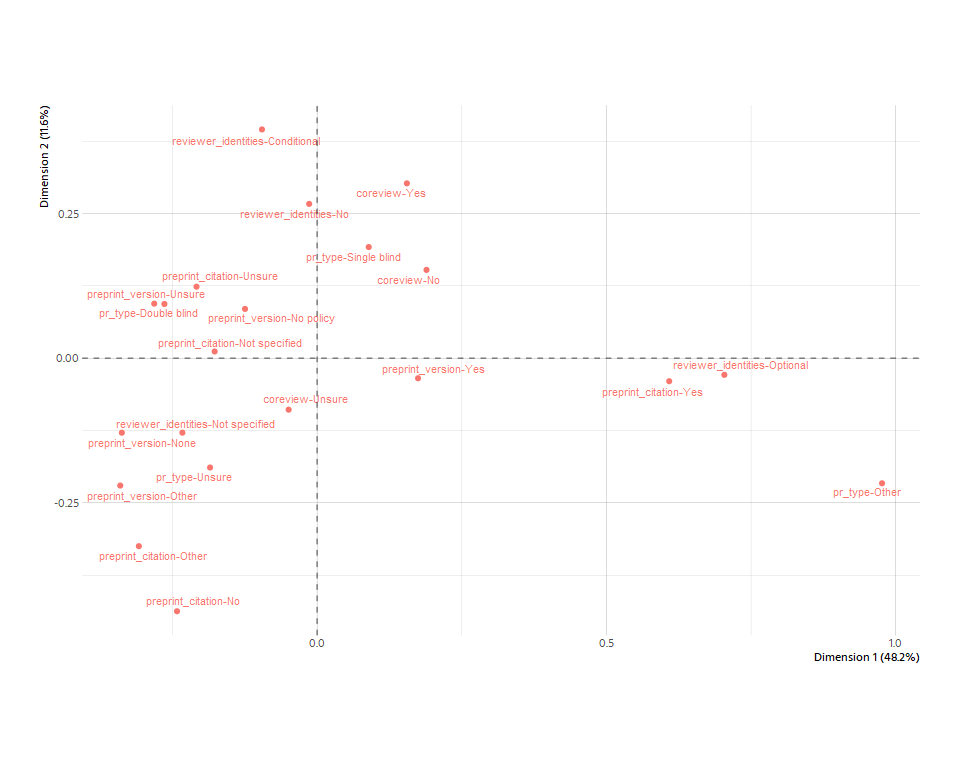 Dimension 2 (11.6%)
reviewer_identities-Conditional
coreview-Yes
0.25
reviewer_identities-No
pr_type-Single blind
preprint_citation-Unsure
coreview-No
preprint_version-Unsure
pr_type-Double blind
preprint_version-No policy
preprint_citation-Not specified
0.00
reviewer_identities-Optional
preprint_version-Yes
preprint_citation-Yes
coreview-Unsure
reviewer_identities-Not specified
preprint_version-None
pr_type-Unsure
pr_type-Other
preprint_version-Other
-0.25
preprint_citation-Other
preprint_citation-No
0.0
0.5
1.0
Dimension 1 (48.2%)